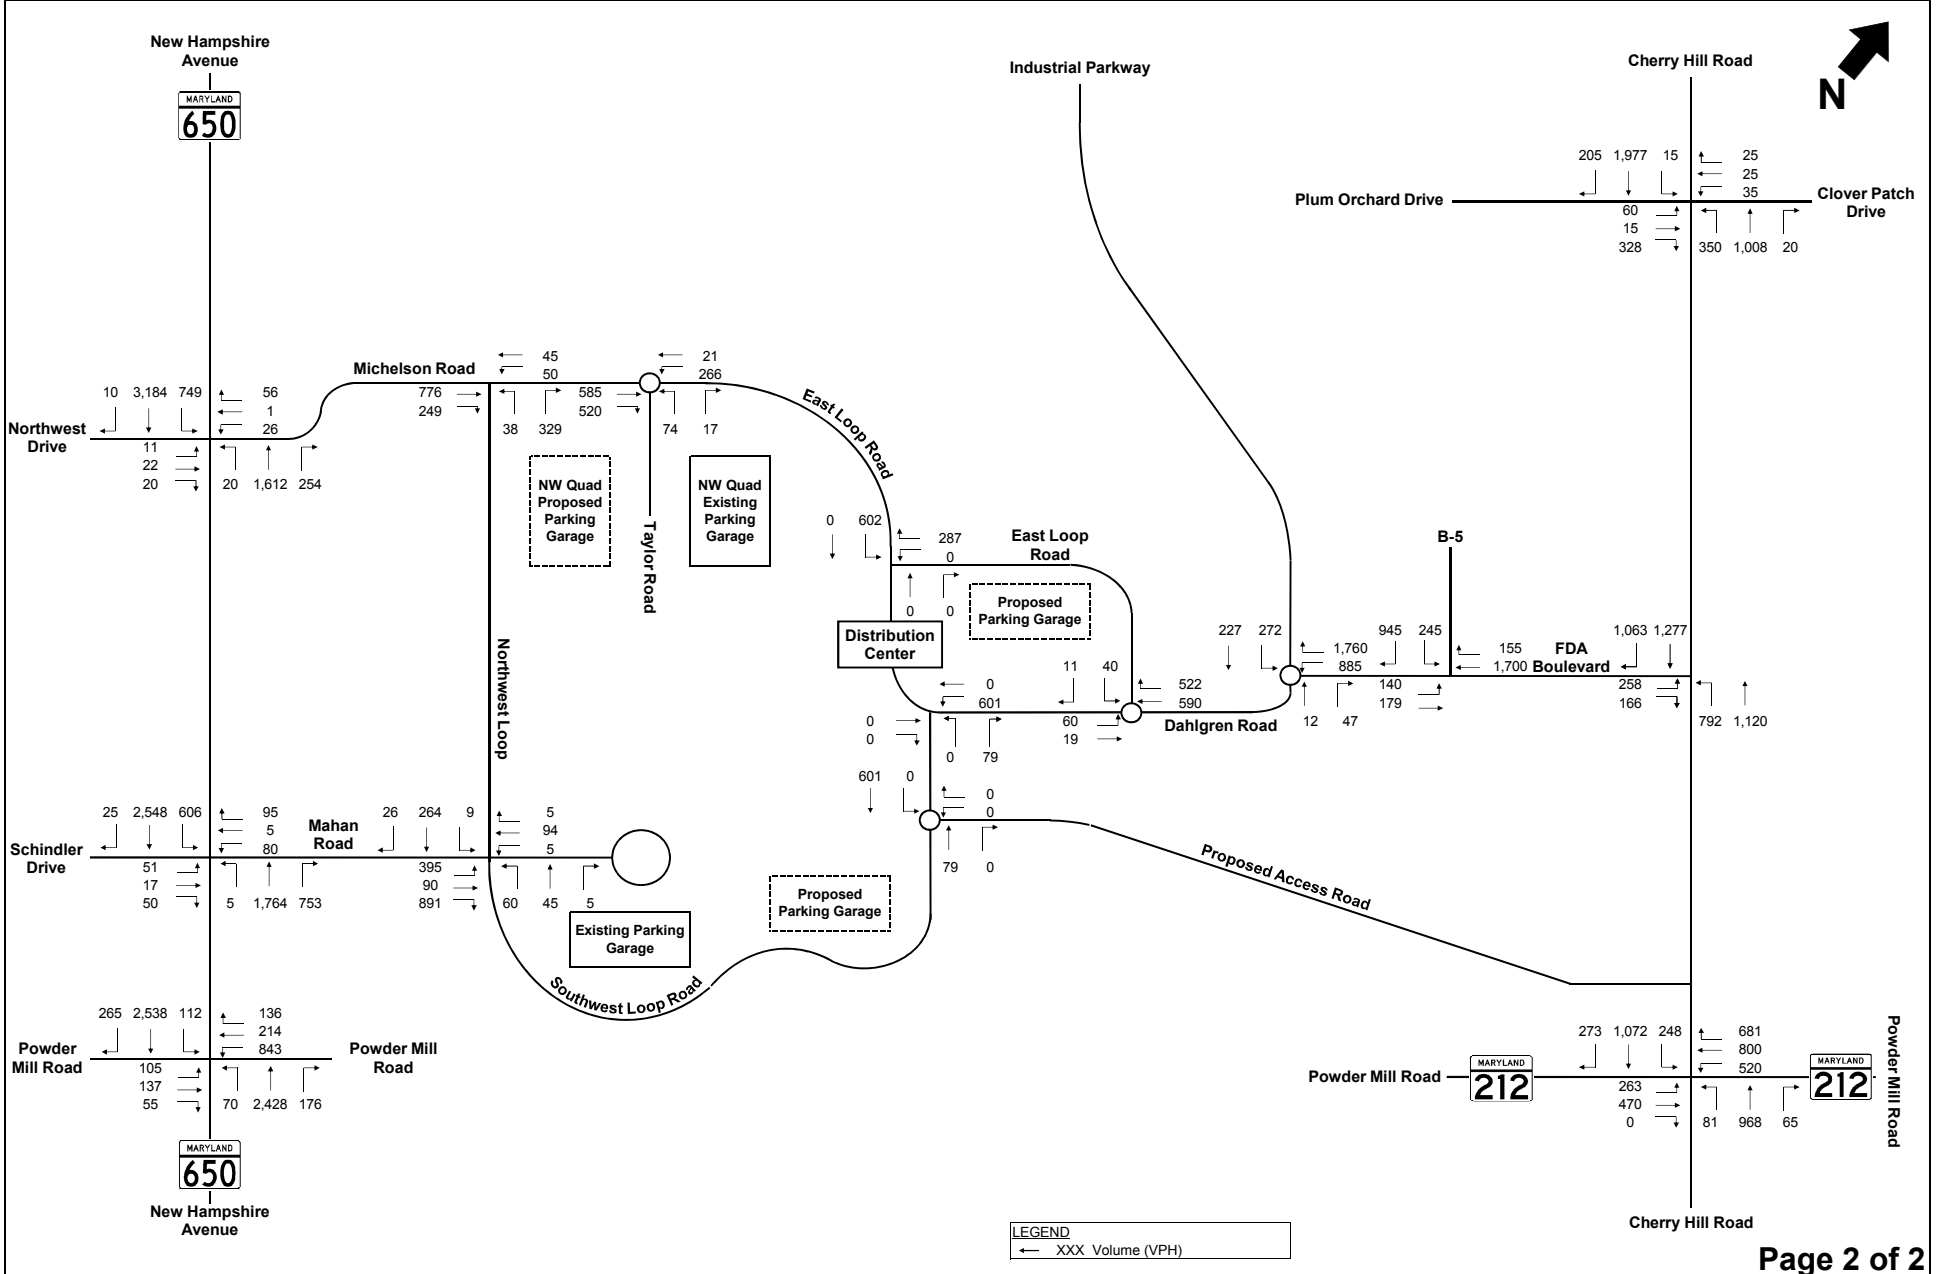 New Hampshire
Avenue
MARYLAND
650
Industrial Parkway
Cherry Hill Road
N
205 1,977 15
25
25
35
Plum Orchard Drive
Clover Patch
Drive
60
15
328
350 1,008 20
Michelson Road
45
50
776
249
38 329
585
520
21
266
74 17
10 3,184 749
56
1
26
Northwest
Drive
11
22
20
20 1,612 254
East Loop Road
NW Quad
Proposed
Parking
Garage
NW Quad
Existing
Parking
Garage
Taylor Road
0 602
287
0
East Loop
Road
0 0
Proposed
Parking Garage
Distribution
Center
B-5
Northwest Loop
0
601
0
0
0 79
11 40
60
19
522
590
Dahlgren Road
227 272
1,760
885
12 47
945 245
140
179
155
1,700
FDA
Boulevard
1,063 1,277
258
166
792 1,120
601 0
0
0
79 0
Proposed Access Road
25 2,548 606
95
5
80
Mahan
Road
Schindler
Drive
51
17
50
5 1,764 753
26 264 9
5
94
5
395
90
891
60 45 5
Existing Parking
Garage
Proposed
Parking Garage
Southwest Loop Road
265 2,538 112
136
214
843
Powder
Mill Road
Powder Mill
Road
105
137
55
70 2,428 176
MARYLAND
650
New Hampshire
Avenue
273 1,072 248
681
800
520
Powder Mill Road
MARYLAND
212
MARYLAND
212
Powder Mill Road
263
470
0
81 968 65
Cherry Hill Road
LEGEND
XXX Volume (VPH)
Page 2 of 2